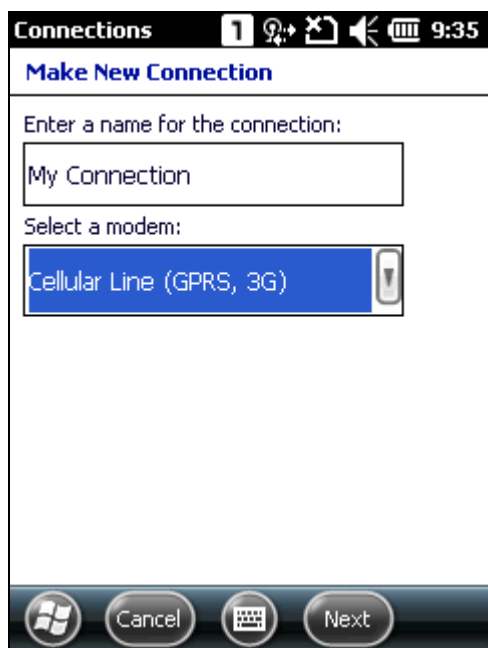 Connections 1 9:35
Make New Connection
Enter a name for the connection:
My Connection
Select a modem:
Cellular Line (GPRS, 3G)
Cancel Next